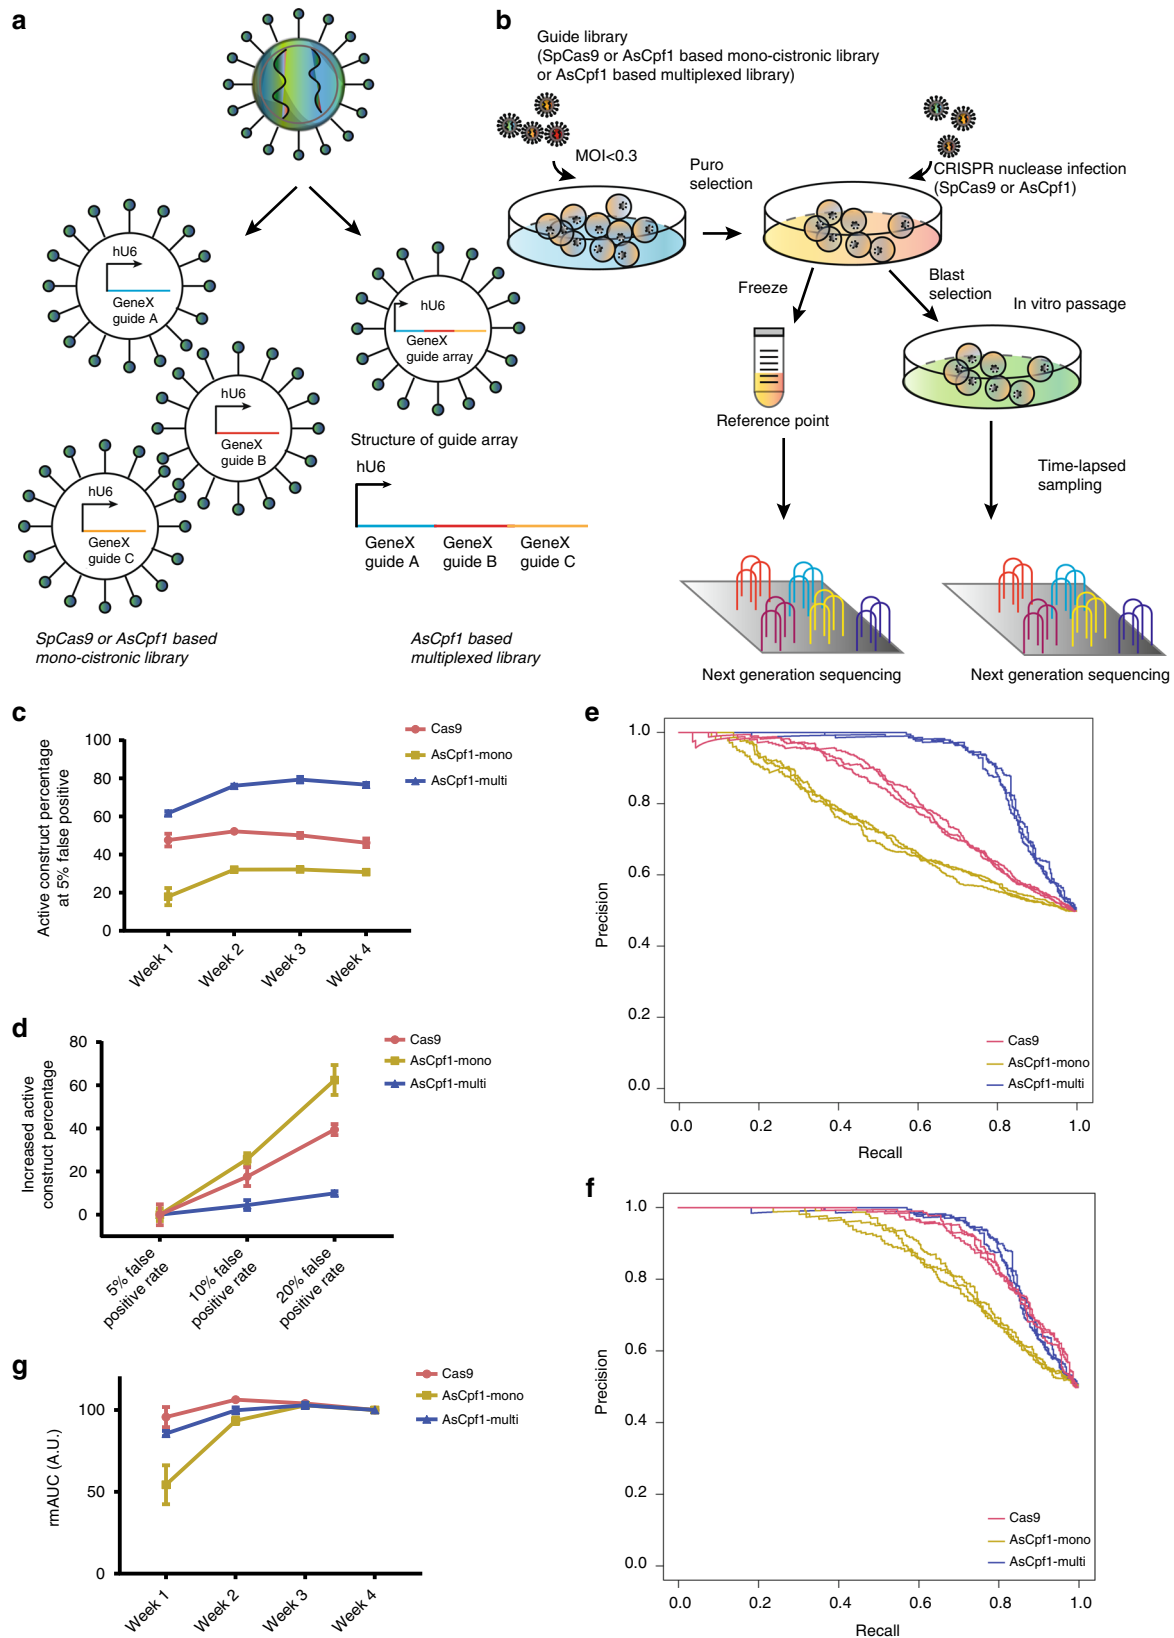 a
hU6
GeneX
guide A
hU6
GeneX
guide array
hU6
GeneX
guide B
hU6
GeneX
guide C
Structure of guide array
hU6
GeneX
guide A
GeneX
guide B
GeneX
guide C
SpCas9 or AsCpf1 based
mono-cistronic library
AsCpf1 based
multiplexed library
b
Guide library
(SpCas9 or AsCpf1 based mono-cistronic library
or AsCpf1 based multiplexed library)
MOI<0.3
Puro
selection
CRISPR nuclease infection
(SpCas9 or AsCpf1)
Freeze
Blast
selection
In vitro passage
Reference point
Time-lapsed
sampling
Next generation sequencing
Next generation sequencing
c
Active construct percentage
at 5% false positive
100
80
60
40
20
0
Week 1
Week 2
Week 3
Week 4
Cas9
AsCpf1-mono
AsCpf1-multi
d
Increased active
construct percentage
80
60
40
20
0
5% false
positive rate
10% false
positive rate
20% false
positive rate
Cas9
AsCpf1-mono
AsCpf1-multi
e
Precision
1.0
0.8
0.6
0.4
0.2
0.0
0.0
0.2
0.4
0.6
0.8
1.0
Recall
Cas9
AsCpf1-mono
AsCpf1-multi
f
Precision
1.0
0.8
0.6
0.4
0.2
0.0
0.0
0.2
0.4
0.6
0.8
1.0
Recall
Cas9
AsCpf1-mono
AsCpf1-multi
g
rmAUC (A.U.)
100
50
0
Week 1
Week 2
Week 3
Week 4
Cas9
AsCpf1-mono
AsCpf1-multi